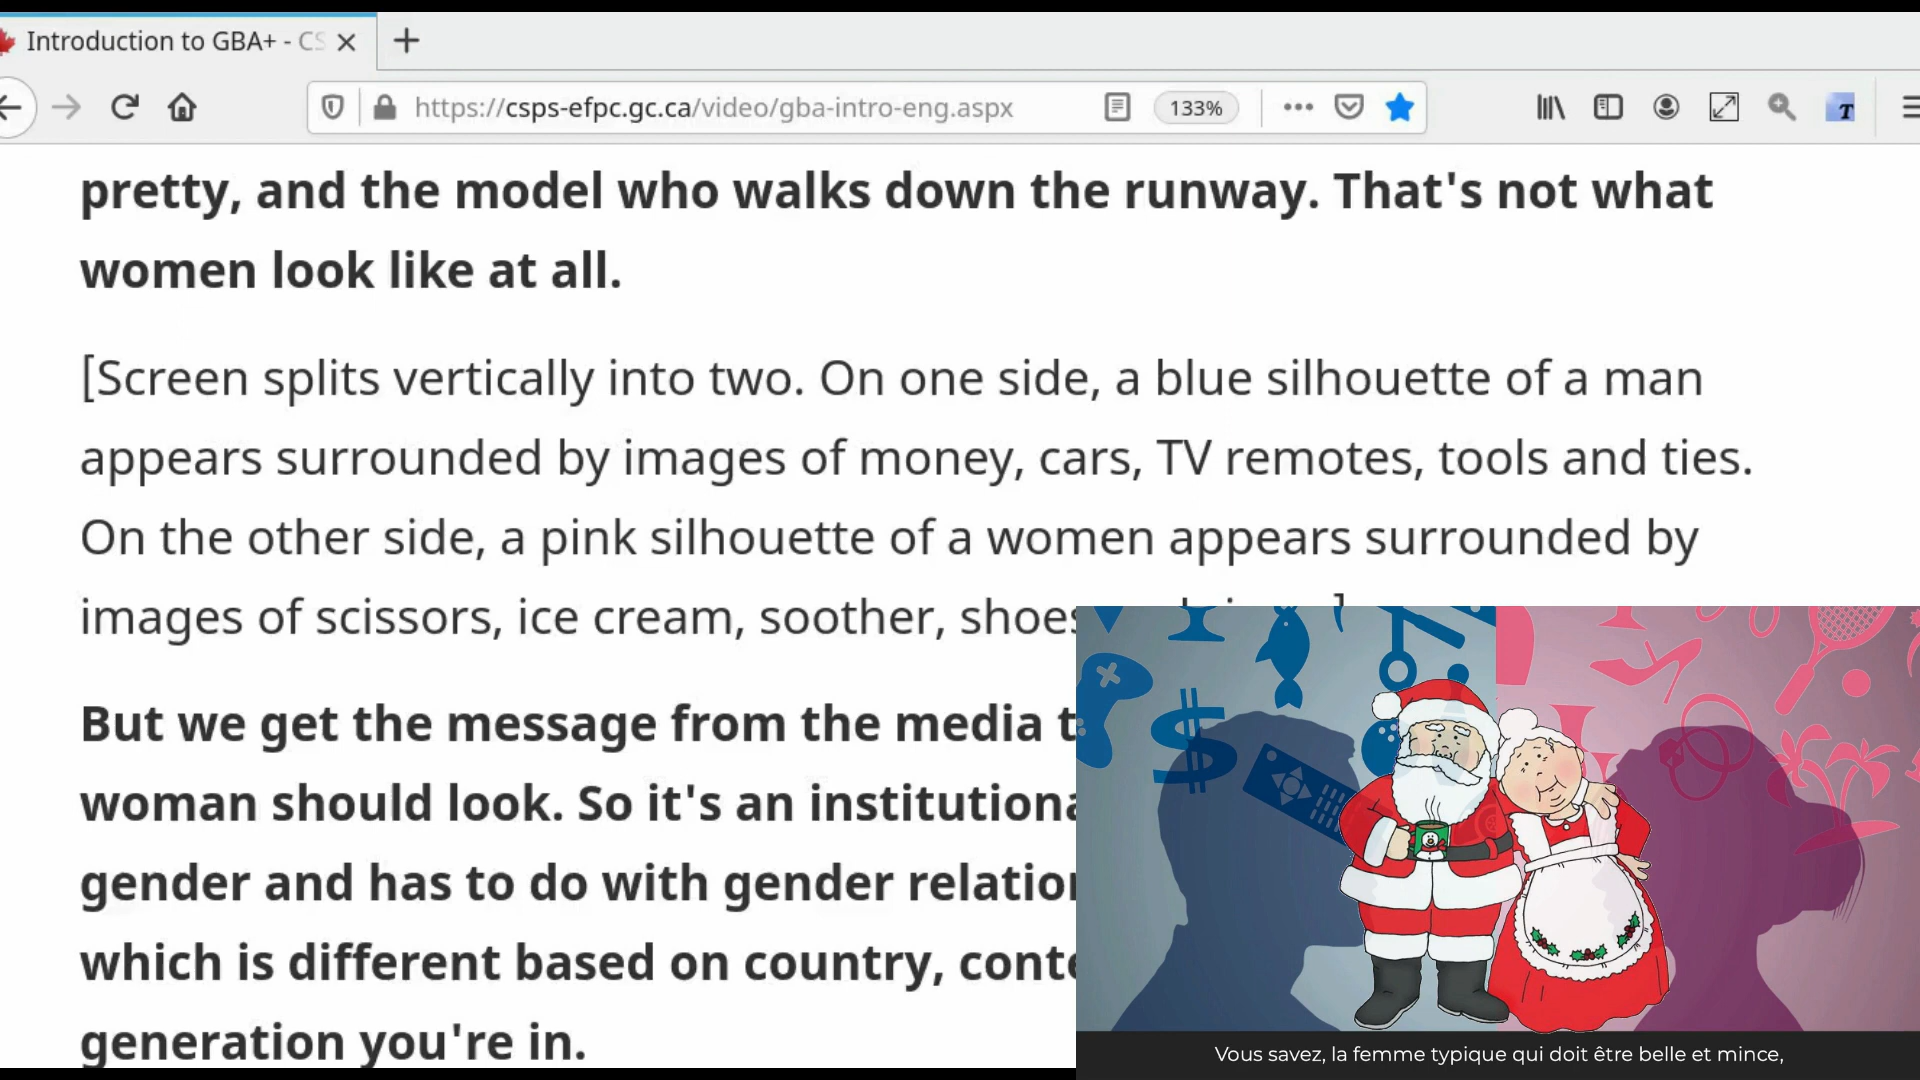 Introduction to GBA+ - CS
https://csps-efpc.gc.ca/video/gba-intro-eng.aspx
133%
T
pretty, and the model who walks down the runway. That's not what
women look like at all.
[Screen splits vertically into two. On one side, a blue silhouette of a man
appears surrounded by images of money, cars, TV remotes, tools and ties.
On the other side, a pink silhouette of a women appears surrounded by
images of scissors, ice cream, soother, shoes
But we get the message from the media t
woman should look. So it's an institutiona
gender and has to do with gender relation
which is different based on country, conte
generation you're in.
$
Vous savez, la femme typique qui doit être belle et mince,